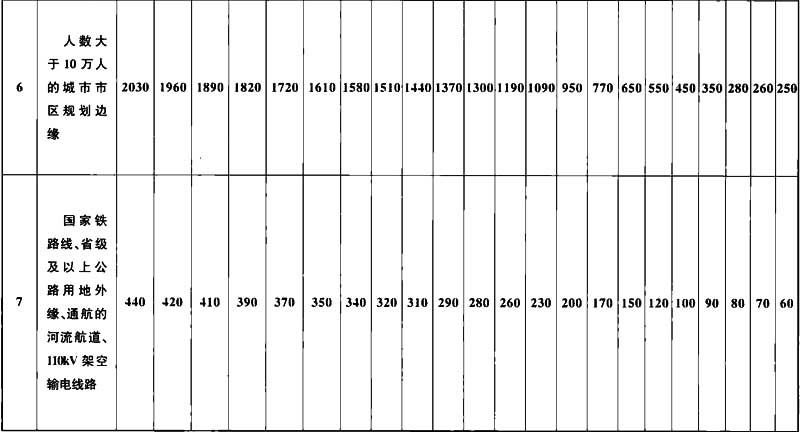 人数大
于10万人
6 的城市市 2030 1960 1890 1820 1720 1610 1580 1510 1440 1370 1300 1190 1090 950 770 650 550 450 350 280 260 250
区规划边
缘
国家铁
路线、省级
及以上公
路用地外
7 缘、通航的 440 420 410 390 370 350 340 320 310 290 280 260 230 200 170 150 120 100 90 80 70 60
河流航道、
110kV架空
输电线路